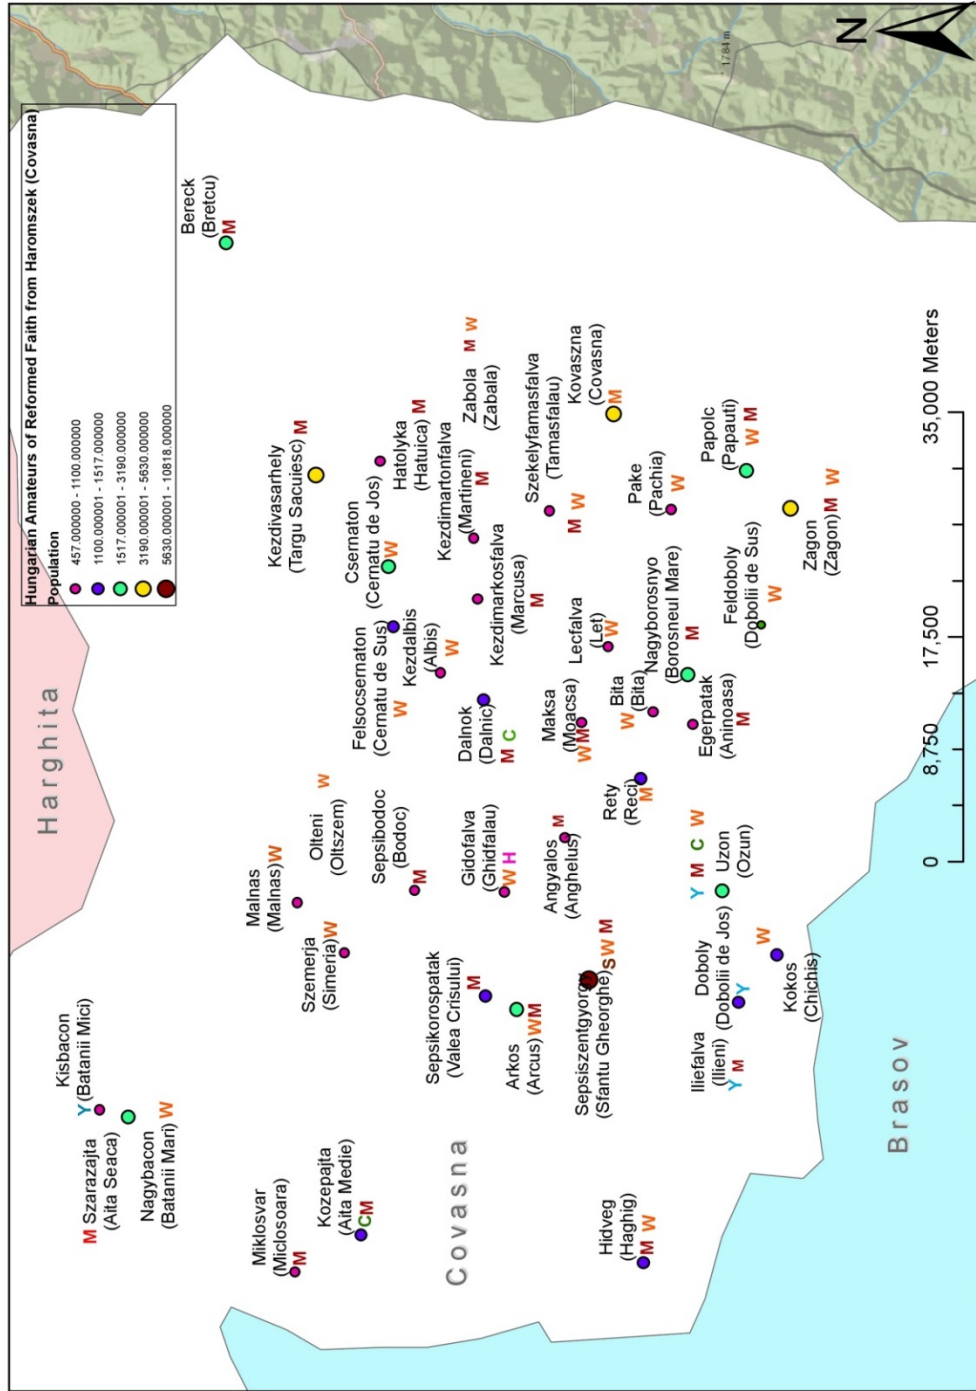 Hungarian Amateurs of Reformed Faith from Haromszek (Covasna)
Population
457.000000 - 1100.000000
1100.000001 - 1517.000000
1517.000001 - 3190.000000
3190.000001 - 5630.000000
5630.000001 - 10818.000000
Harghita
N
1784 m.
Bereck
(Bretcu)
M
Kisbacon
Y (Batanii Micii)
M Szarazajta
(Aita Seaca)
Nagybacon
(Batanii Mari) W
Malnas
(Malnas) W
Olteni W
(Oltszem)
Kezdivasarhely
(Targu Sacuiesc) M
Miklosvar
(Miclosoara)
M
Kozepajta
(Aita Medie)
CM
Szemerja
(Simeria) W
Sepsibodoc
(Bodoc)
M
Felsocsernaton
(Cernatu de Sus)
W
Csernaton
(Cernatu de Jos)
W
Hatolyka
(Hatuica) M
Kezdalbis
(Albis)
W
Kezdimartonfalva
(Martineni)
M
Zabola M W
(Zabala)
Sepsikorospatak
(Valea Crisului) M
Gidofalva
(Ghidfalau)
W H
Dalnok
(Dalnic)
M C
Kezdimarkosfalva
(Marcusa)
M
Szekelyfamasfalva
(Tamasfalau)
M W
Arkos
(Arcus) WM
Angyalos M
(Anghelus)
Maksa
(Moacsa)
WM
Lecfalva
(Let)
W
Kovaszna
(Covasna)
M
Covasna
Sepsiszentgyorgy
(Sfantu Gheorghe)
S W M
Rety
(Reci)
M
Bita
(Bita)
W
Pake
(Pachia)
W
Hidveg
(Haghig)
M W
Egerpatak
(Aninoasa)
M
Nagyborosnyo
(Borosneul Mare)
M
Papolc
(Papauti)
W M
Y M C W
Uzon
(Ozun)
Doboly
(Dobolii de Jos)
Y
Iliefalva
(Ilieni)
Y M
W
Kokos
(Chichis)
Feldoboly
(Dobolii de Sus)
W
Zagon
(Zagon) M W
Brasov
0 8,750 17,500 35,000 Meters